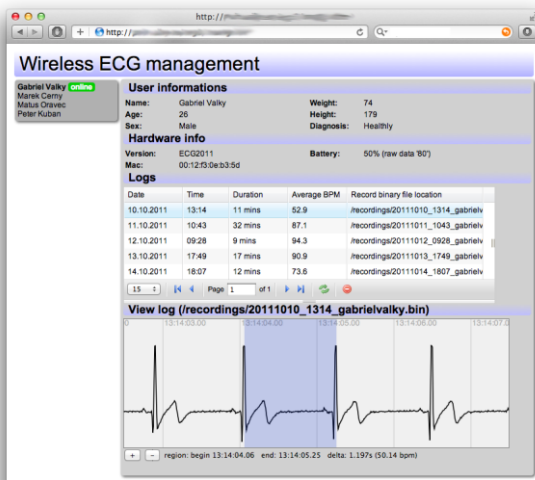 http://
http://
Wireless ECG management
Gabriel Valky online
Marek Cerny
Matus Oravec
Peter Kuban
User informations
Name: Gabriel Valky Weight: 74
Age: 26 Height: 179
Sex: Male Diagnosis: Healthly
Hardware info
Version: ECG2011 Battery: 50% (raw data '80')
Mac: 00:12:f3:0e:b3:5d
Logs
Date Time Duration Average BPM Record binary file location
10.10.2011 13:14 11 mins 52.9 /recordings/20111010_1314_gabrielv
11.10.2011 10:43 32 mins 87.1 /recordings/20111011_1043_gabrielv
12.10.2011 09:28 9 mins 94.3 /recordings/20111012_0928_gabrielv
13.10.2011 17:49 17 mins 90.9 /recordings/20111013_1749_gabrielv
14.10.2011 18:07 12 mins 73.6 /recordings/20111014_1807_gabrielv
15 Page 1 of 1
View log (/recordings/20111010_1314_gabrielvalky.bin)
0 13:14:03.00 13:14:04.00 13:14:05.00 13:14:06.00 13:14:07.0
+ - region: begin 13:14:04.06 end: 13:14:05.25 delta: 1.197s (50.14 bpm)